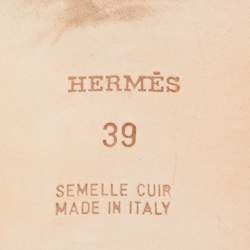 HERMÈS
39
SEMELLE CUIR
MADE IN ITALY